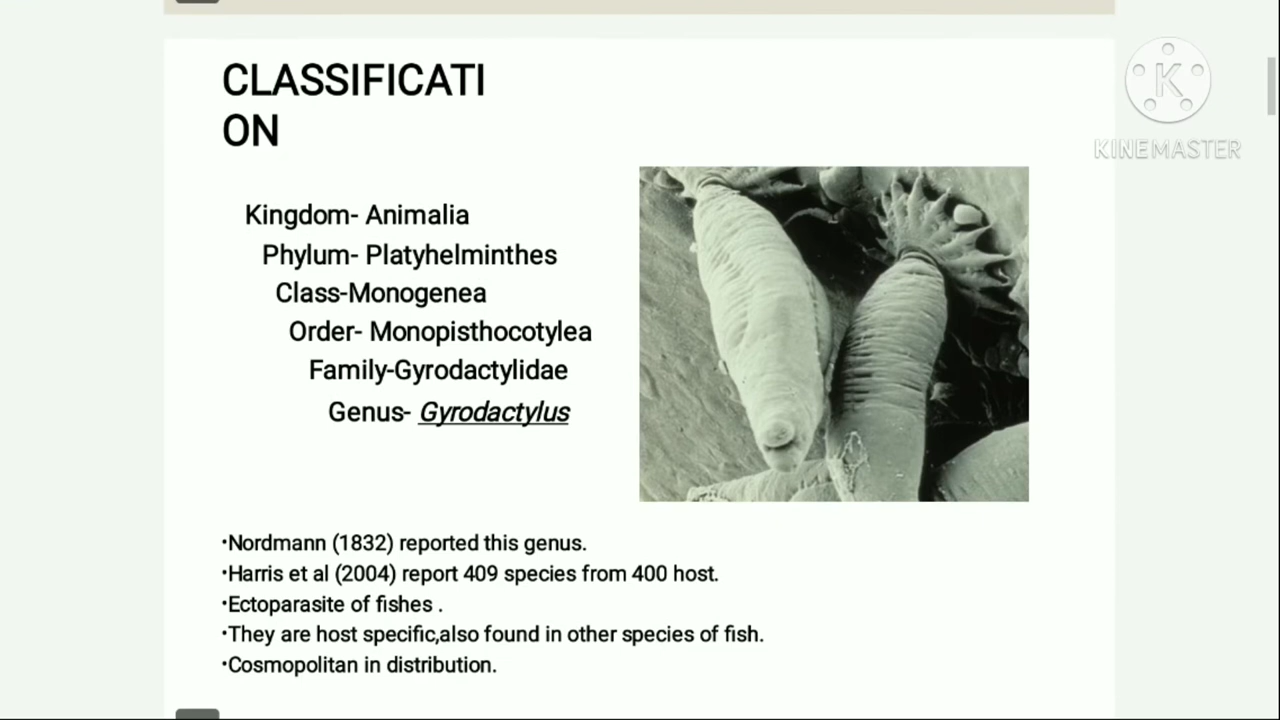 CLASSIFICATI
ON
KINEMASTER
Kingdom- Animalia
Phylum- Platyhelminthes
Class-Monogenea
Order- Monopisthocotylea
Family-Gyrodactylidae
Genus- Gyrodactylus
•Nordmann (1832) reported this genus.
•Harris et al (2004) report 409 species from 400 host.
•Ectoparasite of fishes .
•They are host specific,also found in other species of fish.
•Cosmopolitan in distribution.